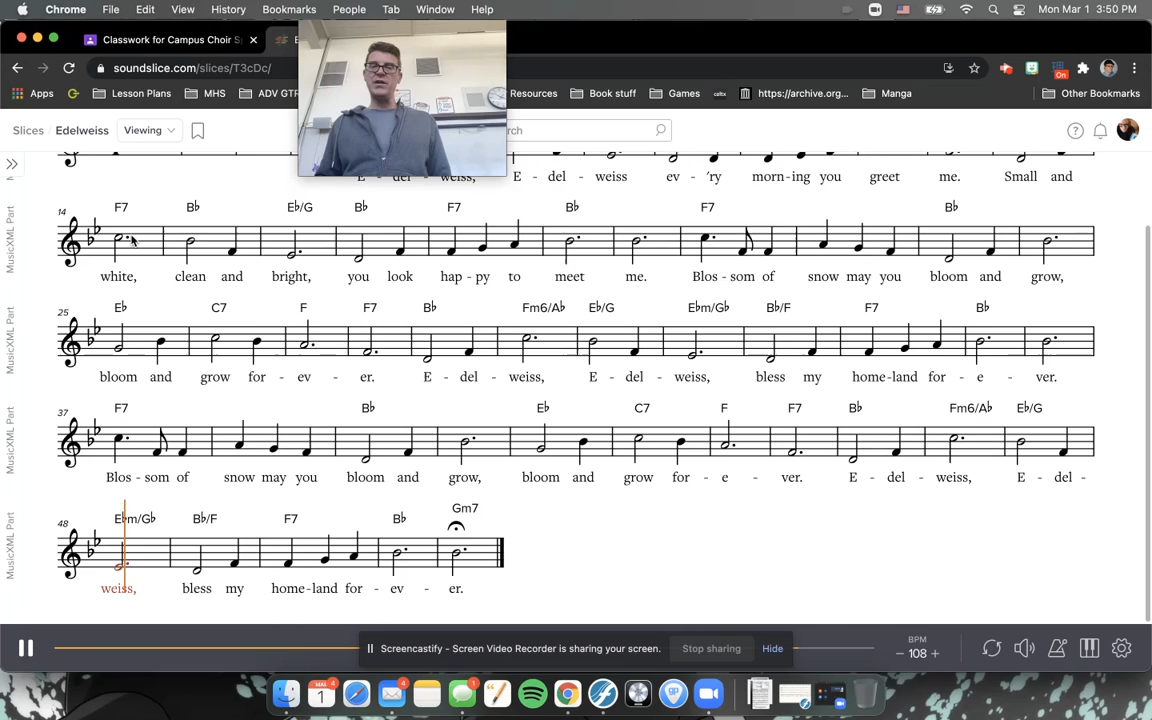 Chrome File Edit View History Bookmarks People Tab Window Help Mon Mar 1 3:50 PM
Classwork for Campus Choir S
soundslice.com/slices/T3cDc/ On
Apps Lesson Plans MHS ADV GTR Resources Book stuff Games calix https://archive.org... Manga Other Bookmarks
Slices Edelweiss Viewing rch
E - del - weiss, E - del - weiss ev - 'ry morn-ing you greet me. Small and
MusicXML Part
14 F7 B♭ E♭/G B♭ F7 B♭ F7 B♭
white, clean and bright, you look hap - py to meet me. Blos - som of snow may you bloom and grow,
MusicXML Part
25 E♭ C7 F F7 B♭ Fm6/A♭ E♭/G E♭m/G♭ B♭/F F7 B♭
bloom and grow for - ev - er. E - del - weiss, E - del - weiss, bless my home-land for - e - ver.
MusicXML Part
37 F7 B♭ E♭ C7 F F7 B♭ Fm6/A♭ E♭/G
Blos - som of snow may you bloom and grow, bloom and grow for - e - ver. E - del - weiss, E - del -
MusicXML Part
48 E♭m/G♭ B♭/F F7 B♭ Gm7
weiss, bless my home-land for - ev - er.
Screencastify - Screen Video Recorder is sharing your screen. Stop sharing Hide
BPM
− 108 +